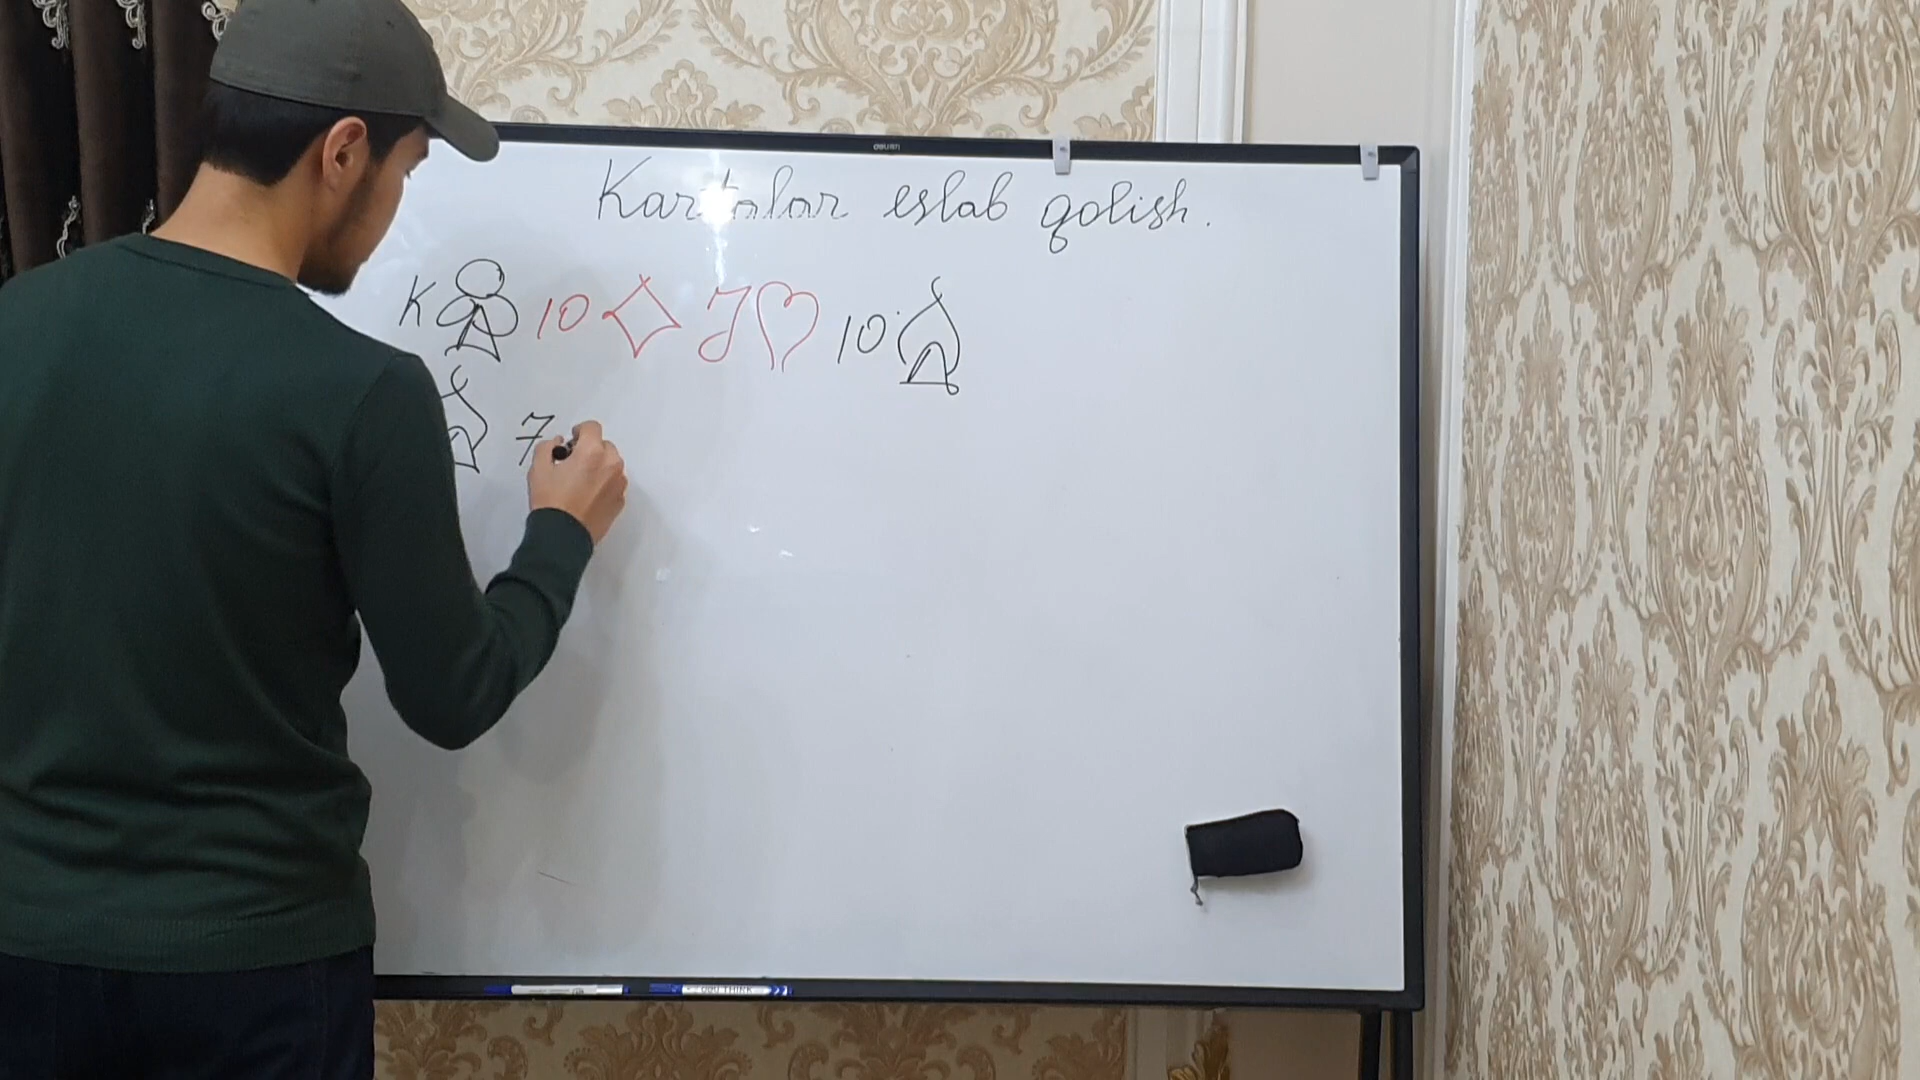 Kartalar eslab qolish.
K♣ 10♢ J♡ 10♠
♠ 7